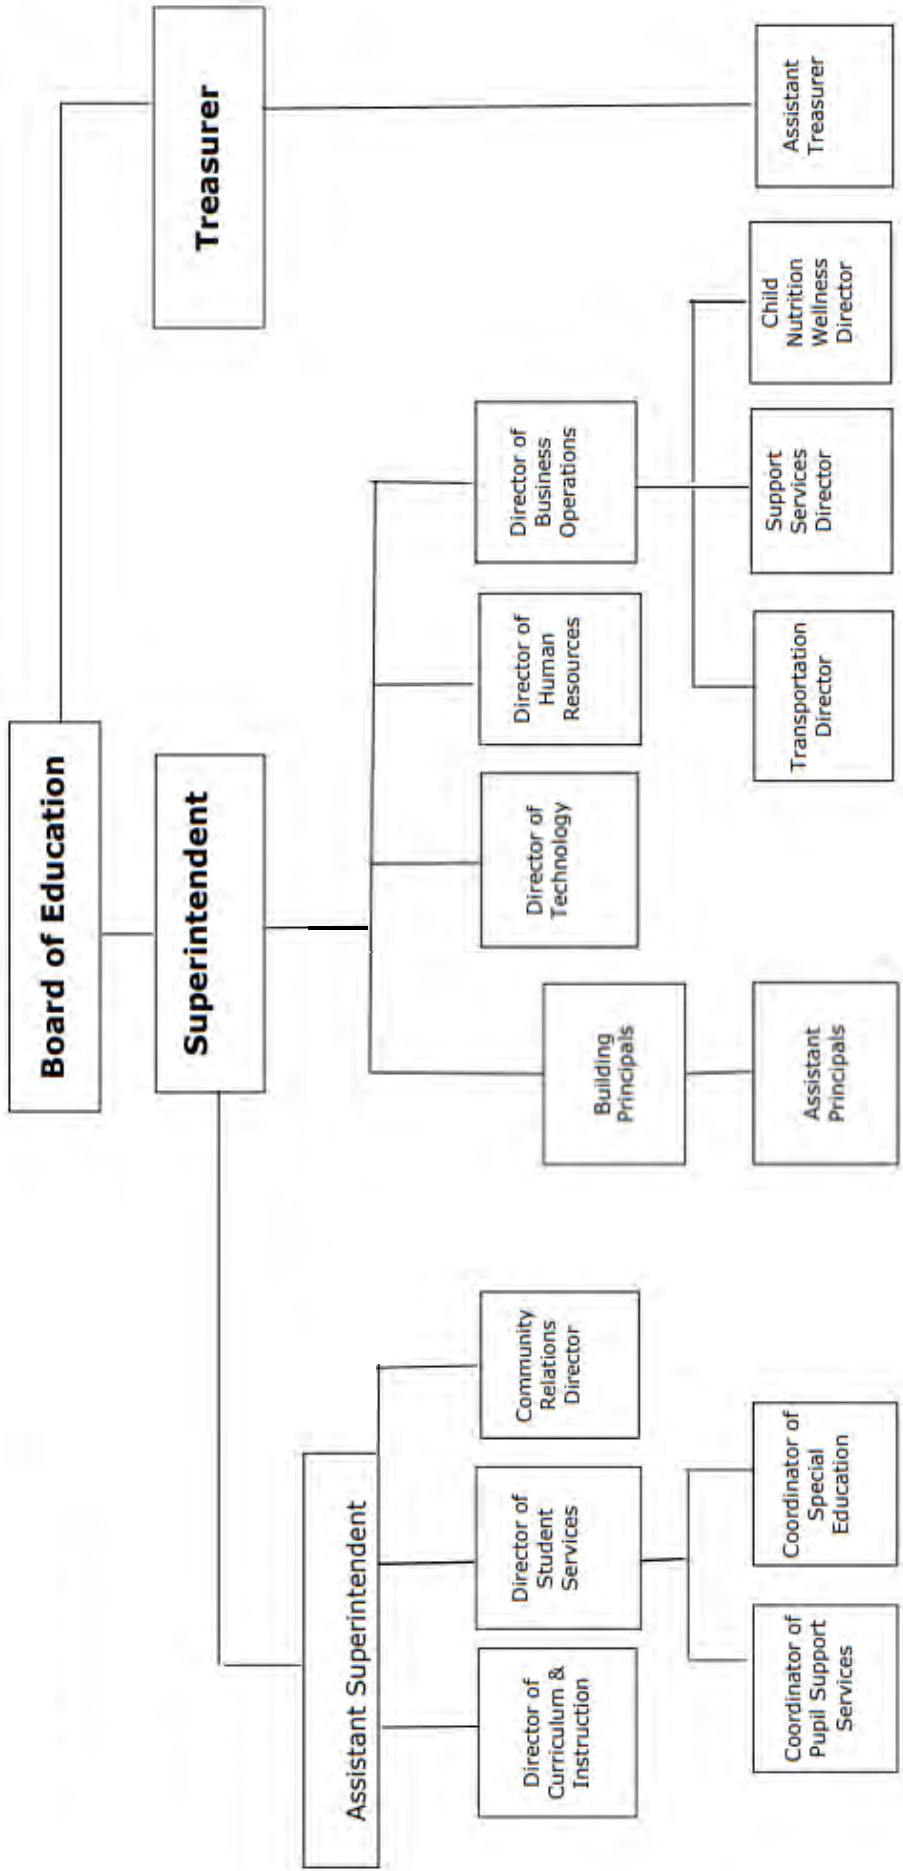 Board of Education
Superintendent
Treasurer
Assistant Superintendent
Director of
Curriculum &
Instruction
Director of
Student
Services
Community
Relations
Director
Building
Principals
Director of
Technology
Director of
Human
Resources
Director of
Business
Operations
Coordinator of
Pupil Support
Services
Coordinator of
Special
Education
Assistant
Principals
Transportation
Director
Support
Services
Director
Child
Nutrition
Wellness
Director
Assistant
Treasurer